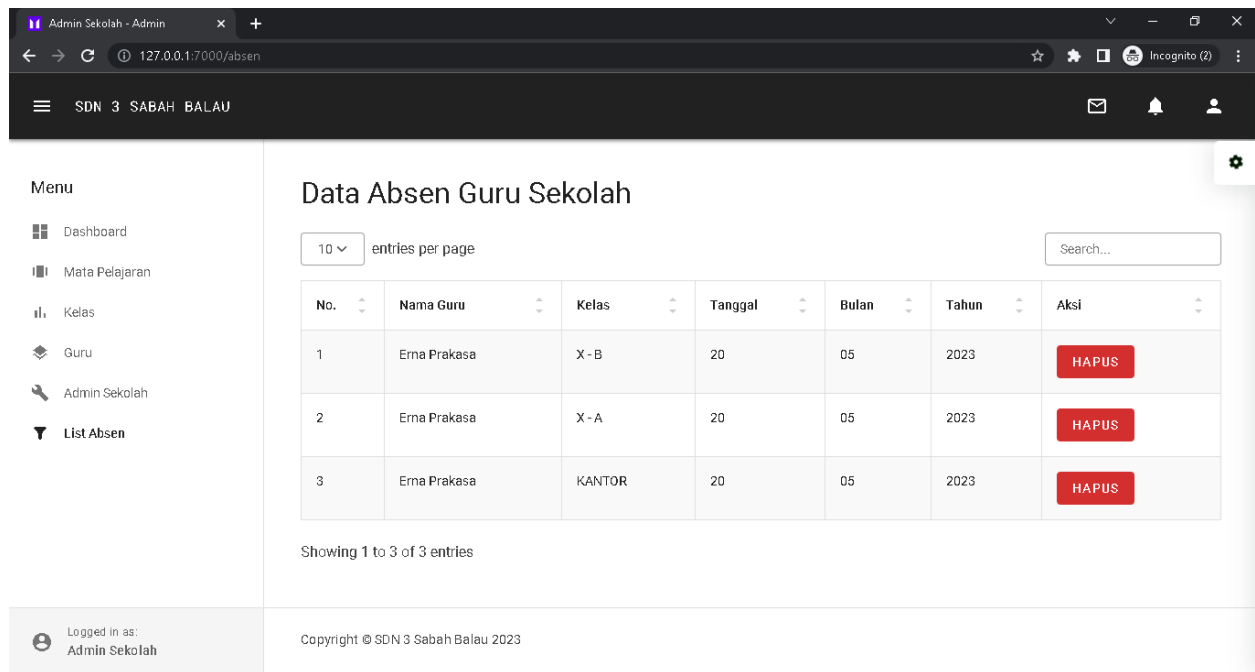 Admin Sekolah - Admin
127.0.0.1:7000/absen
Incognito (2)
SDN 3 SABAH BALAU
Menu
Dashboard
Mata Pelajaran
Kelas
Guru
Admin Sekolah
List Absen
Logged in as:
Admin Sekolah
Data Absen Guru Sekolah
10 entries per page
Search...
No. Nama Guru Kelas Tanggal Bulan Tahun Aksi
1 Erna Prakasa X - B 20 05 2023 HAPUS
2 Erna Prakasa X - A 20 05 2023 HAPUS
3 Erna Prakasa KANTOR 20 05 2023 HAPUS
Showing 1 to 3 of 3 entries
Copyright © SDN 3 Sabah Balau 2023